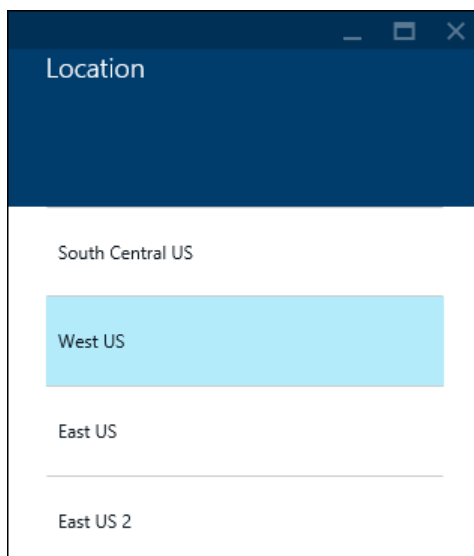 Location
South Central US
West US
East US
East US 2